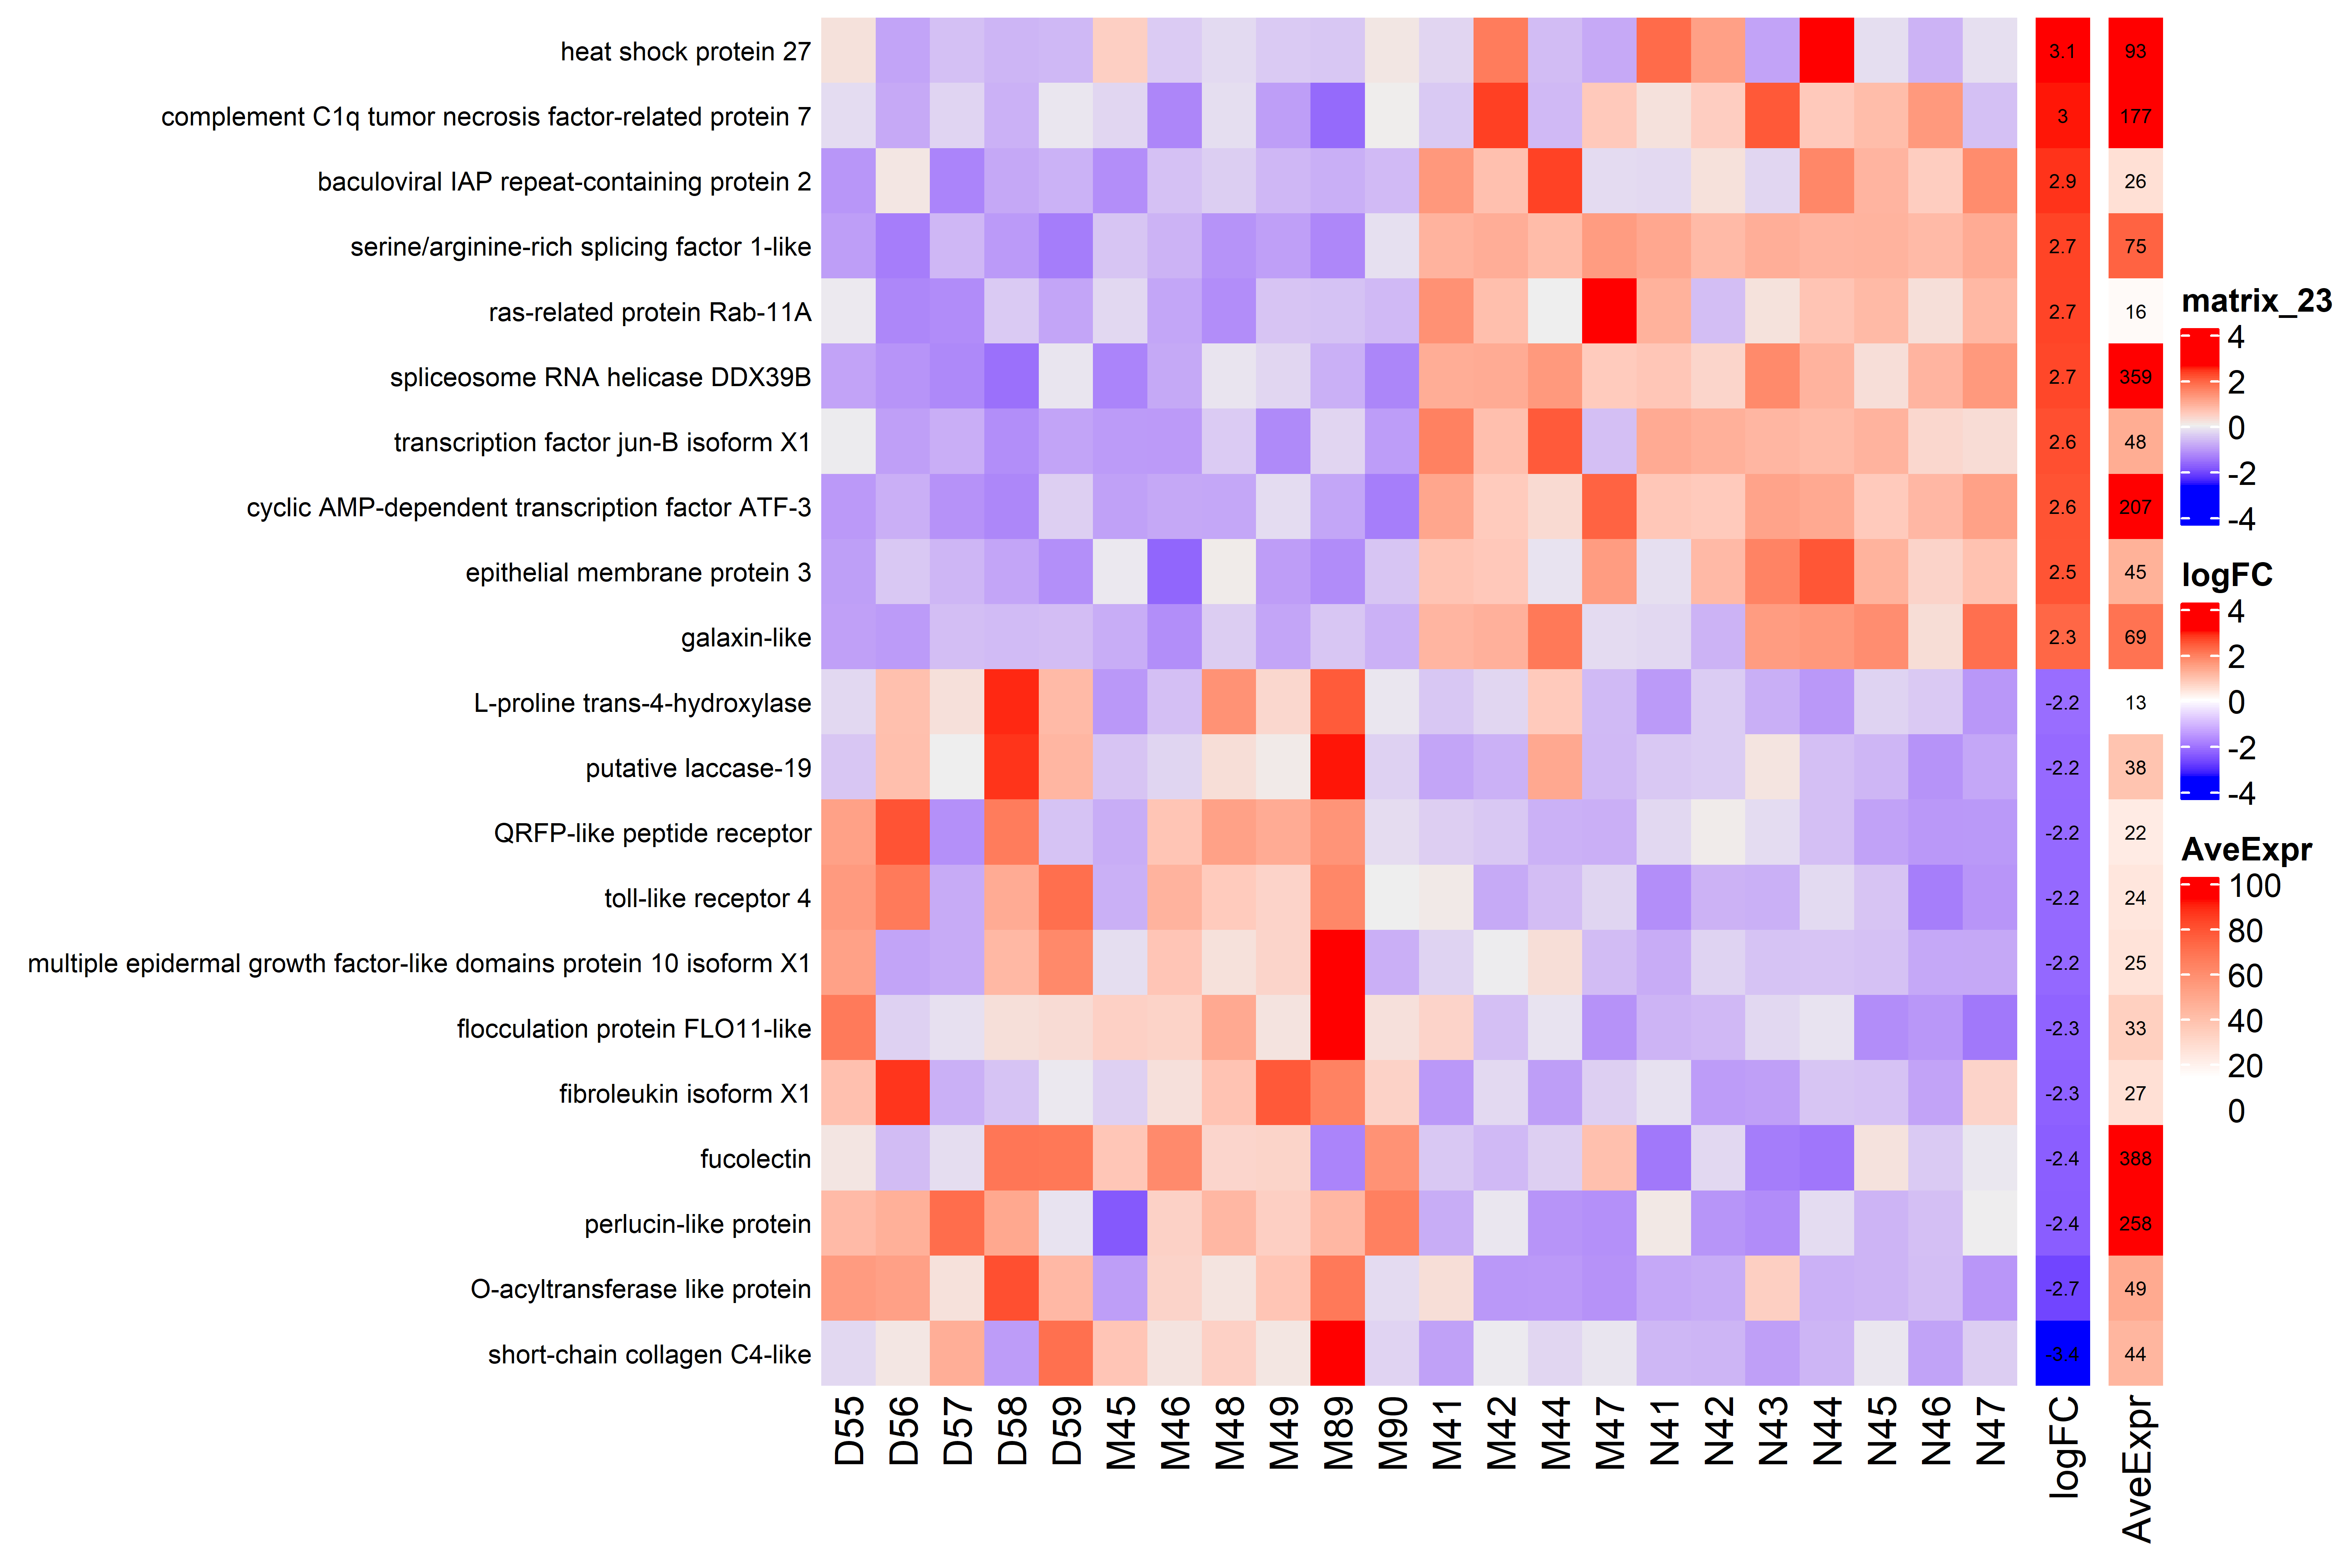 heat shock protein 27 3.1 93
complement C1q tumor necrosis factor-related protein 7 3 177
baculoviral IAP repeat-containing protein 2 2.9 26
serine/arginine-rich splicing factor 1-like 2.7 75
ras-related protein Rab-11A 2.7 16
spliceosome RNA helicase DDX39B 2.7 359
transcription factor jun-B isoform X1 2.6 48
cyclic AMP-dependent transcription factor ATF-3 2.6 207
epithelial membrane protein 3 2.5 45
galaxin-like 2.3 69
L-proline trans-4-hydroxylase -2.2 13
putative laccase-19 -2.2 38
QRFP-like peptide receptor -2.2 22
toll-like receptor 4 -2.2 24
multiple epidermal growth factor-like domains protein 10 isoform X1 -2.2 25
flocculation protein FLO11-like -2.3 33
fibroleukin isoform X1 -2.3 27
fucolectin -2.4 388
perlucin-like protein -2.4 258
O-acyltransferase like protein -2.7 49
short-chain collagen C4-like -3.4 44
D55 D56 D57 D58 D59 M45 M46 M48 M49 M89 M90 M41 M42 M44 M47 N41 N42 N43 N44 N45 N46 N47 logFC AveExpr
matrix_23
4
2
0
-2
-4
logFC
4
2
0
-2
-4
AveExpr
100
80
60
40
20
0